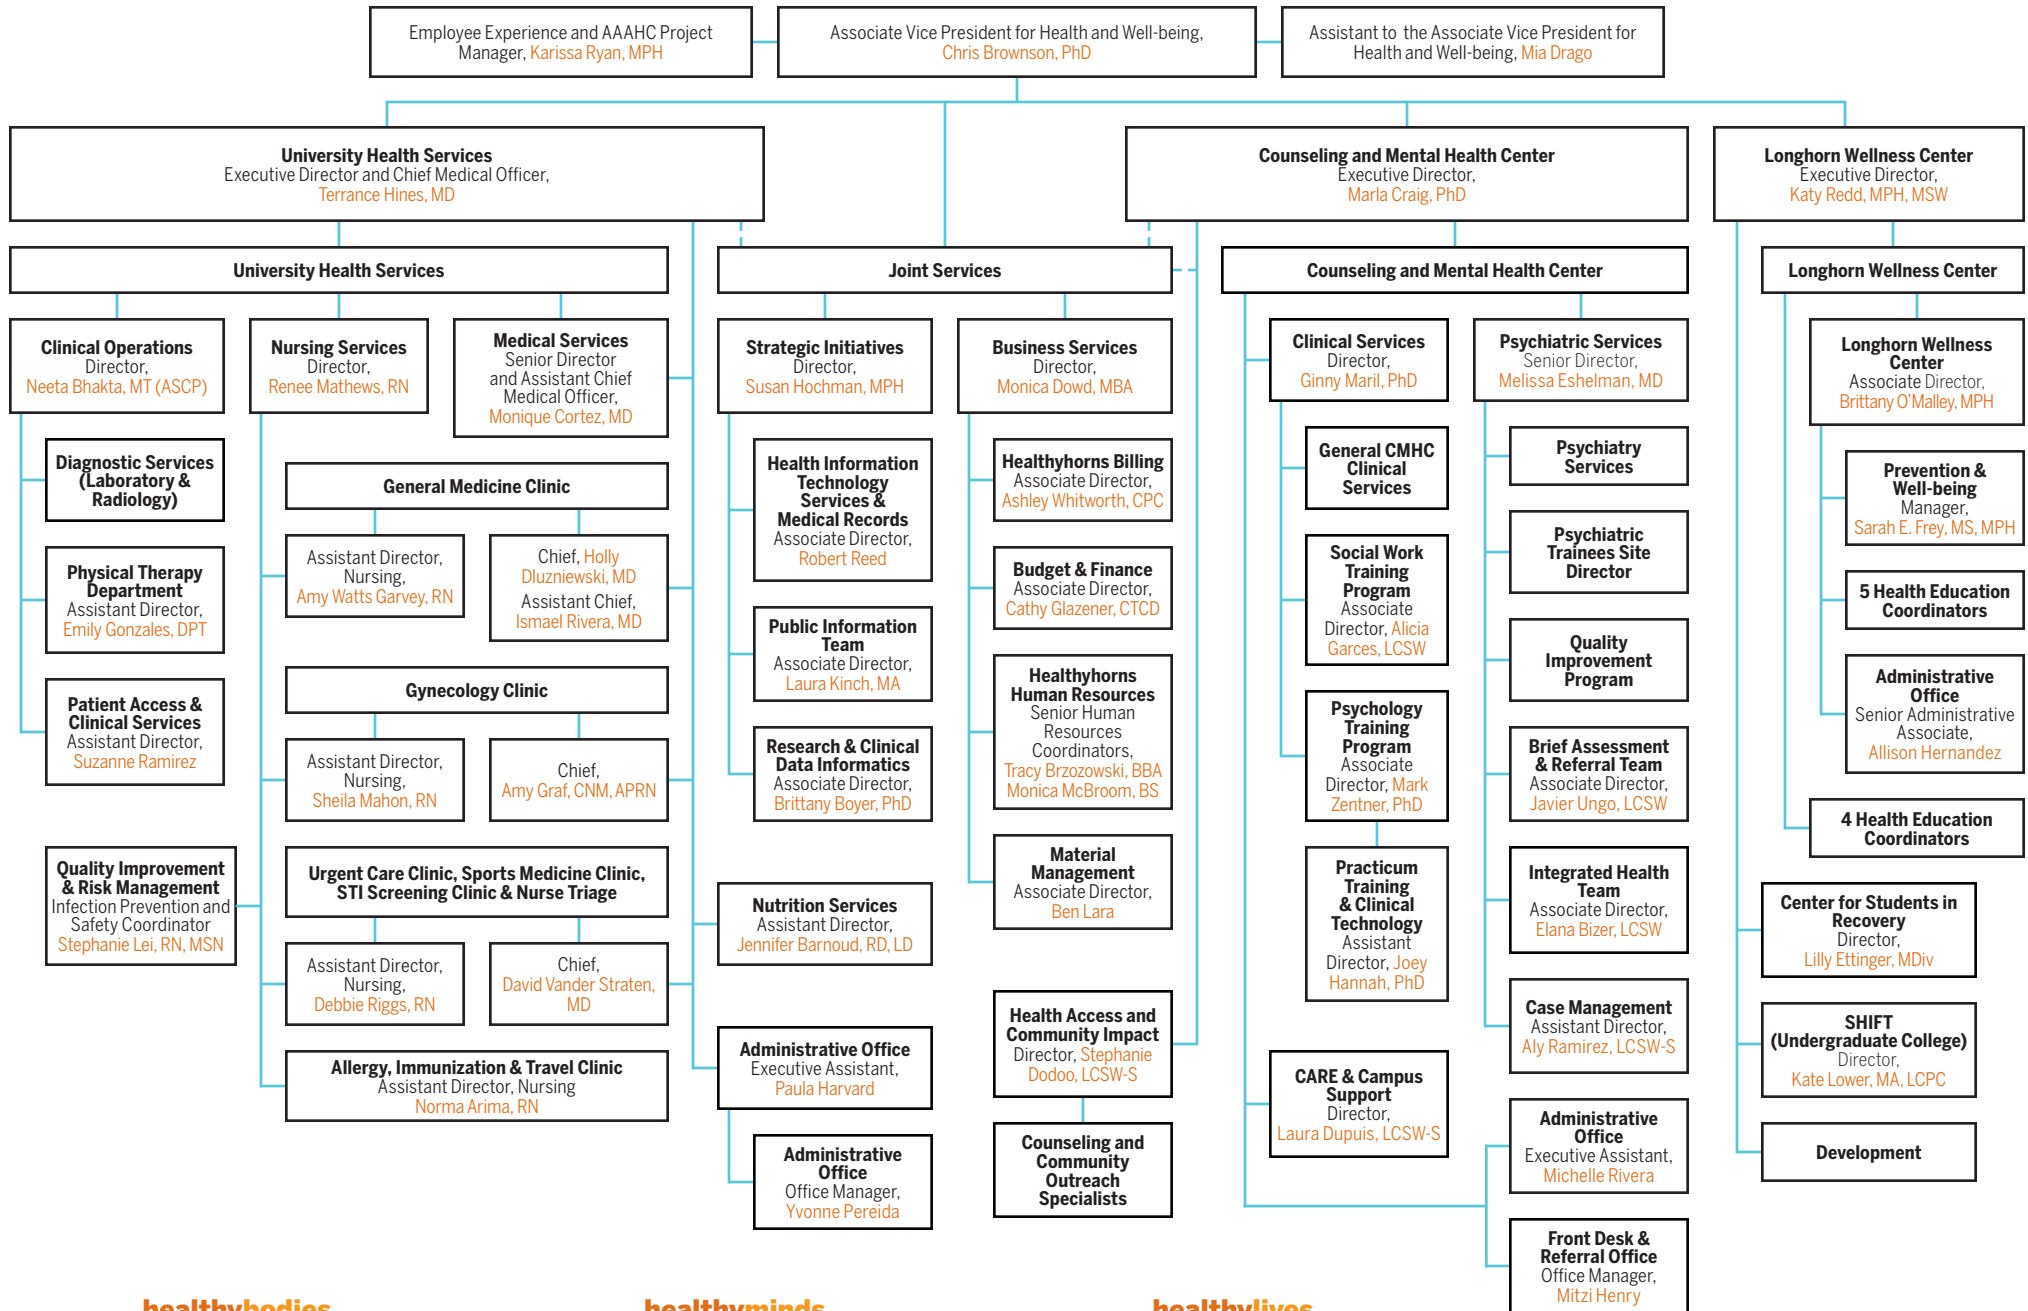 Employee Experience and AAAHC Project
Manager, Karissa Ryan, MPH
Associate Vice President for Health and Well-being,
Chris Brownson, PhD
Assistant to the Associate Vice President for
Health and Well-being, Mia Drago
University Health Services
Executive Director and Chief Medical Officer,
Terrance Hines, MD
Counseling and Mental Health Center
Executive Director,
Marla Craig, PhD
Longhorn Wellness Center
Executive Director,
Katy Redd, MPH, MSW
University Health Services
Joint Services
Counseling and Mental Health Center
Longhorn Wellness Center
Clinical Operations
Director,
Neeta Bhakta, MT (ASCP)
Nursing Services
Director,
Renee Mathews, RN
Medical Services
Senior Director
and Assistant Chief
Medical Officer,
Monique Cortez, MD
Strategic Initiatives
Director,
Susan Hochman, MPH
Business Services
Director,
Monica Dowd, MBA
Clinical Services
Director,
Ginny Maril, PhD
Psychiatric Services
Senior Director,
Melissa Eshelman, MD
Longhorn Wellness
Center
Associate Director,
Brittany O'Malley, MPH
Diagnostic Services
(Laboratory &
Radiology)
Physical Therapy
Department
Assistant Director,
Emily Gonzales, DPT
Patient Access &
Clinical Services
Assistant Director,
Suzanne Ramirez
Quality Improvement
& Risk Management
Infection Prevention and
Safety Coordinator
Stephanie Lei, RN, MSN
General Medicine Clinic
Assistant Director,
Nursing,
Amy Watts Garvey, RN
Chief, Holly
Dluzniewski, MD
Assistant Chief,
Ismael Rivera, MD
Gynecology Clinic
Assistant Director,
Nursing,
Sheila Mahon, RN
Chief,
Amy Graf, CNM, APRN
Urgent Care Clinic, Sports Medicine Clinic,
STI Screening Clinic & Nurse Triage
Assistant Director,
Nursing,
Debbie Riggs, RN
Chief,
David Vander Straten,
MD
Allergy, Immunization & Travel Clinic
Assistant Director, Nursing
Norma Arima, RN
Health Information
Technology
Services &
Medical Records
Associate Director,
Robert Reed
Public Information
Team
Associate Director,
Laura Kinch, MA
Research & Clinical
Data Informatics
Associate Director,
Brittany Boyer, PhD
Nutrition Services
Assistant Director,
Jennifer Barnoud, RD, LD
Administrative Office
Executive Assistant,
Paula Harvard
Administrative
Office
Office Manager,
Yvonne Pereida
Healthyhorns Billing
Associate Director,
Ashley Whitworth, CPC
Budget & Finance
Associate Director,
Cathy Glazener, CTCD
Healthyhorns
Human Resources
Senior Human
Resources
Coordinators,
Tracy Brzozowski, BBA
Monica McBroom, BS
Material
Management
Associate Director,
Ben Lara
Health Access and
Community Impact
Director, Stephanie
Dodoo, LCSW-S
Counseling and
Community
Outreach
Specialists
General CMHC
Clinical
Services
Social Work
Training
Program
Associate
Director, Alicia
Garces, LCSW
Psychology
Training
Program
Associate
Director, Mark
Zentner, PhD
Practicum
Training
& Clinical
Technology
Assistant
Director, Joey
Hannah, PhD
CARE & Campus
Support
Director,
Laura Dupuis, LCSW-S
Psychiatry
Services
Psychiatric
Trainees Site
Director
Quality
Improvement
Program
Brief Assessment
& Referral Team
Associate Director,
Javier Ungo, LCSW
Integrated Health
Team
Associate Director,
Elana Bizer, LCSW
Case Management
Assistant Director,
Aly Ramirez, LCSW-S
Administrative
Office
Executive Assistant,
Michelle Rivera
Front Desk &
Referral Office
Office Manager,
Mitzi Henry
Prevention &
Well-being
Manager,
Sarah E. Frey, MS, MPH
5 Health Education
Coordinators
Administrative
Office
Senior Administrative
Associate,
Allison Hernandez
4 Health Education
Coordinators
Center for Students in
Recovery
Director,
Lilly Ettinger, MDiv
SHIFT
(Undergraduate College)
Director,
Kate Lower, MA, LCPC
Development
healthybodies
healthyminds
healthylives